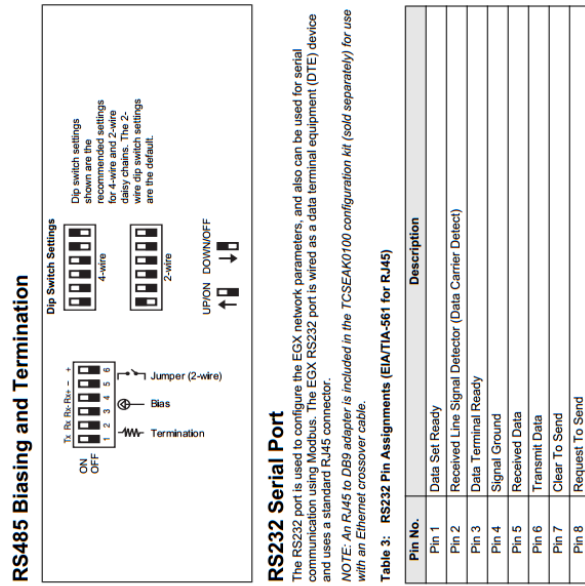 RS485 Biasing and Termination
Tx Rx Rx- Rx+ − +
ON
OFF
1 2 3 4 5 6
Jumper (2-wire)
Bias
Termination
Dip Switch Settings
4-wire
2-wire
UP/ON DOWN/OFF
Dip switch settings
shown are the
recommended settings
for 4-wire and 2-wire
daisy chains. The 2-
wire dip switch settings
are the default.
RS232 Serial Port
The RS232 port is used to configure the EGX network parameters, and also can be used for serial
communication using Modbus. The EGX RS232 port is wired as a data terminal equipment (DTE) device
and uses a standard RJ45 connector.
NOTE: An RJ45 to DB9 adapter is included in the TCSEAK0100 configuration kit (sold separately) for use
with an Ethernet crossover cable.
Table 3: RS232 Pin Assignments (EIA/TIA-561 for RJ45)
Pin No. Description
Pin 1 Data Set Ready
Pin 2 Received Line Signal Detector (Data Carrier Detect)
Pin 3 Data Terminal Ready
Pin 4 Signal Ground
Pin 5 Received Data
Pin 6 Transmit Data
Pin 7 Clear To Send
Pin 8 Request To Send